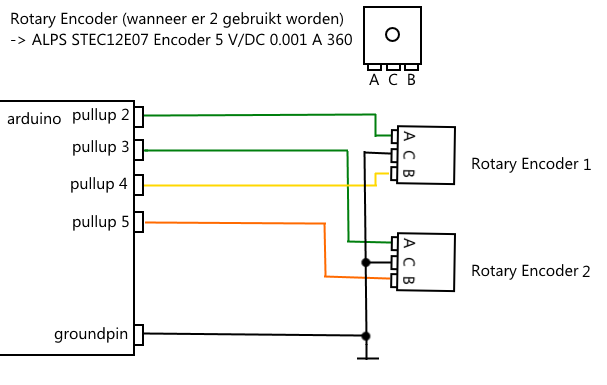 Rotary Encoder (wanneer er 2 gebruikt worden)
-> ALPS STEC12E07 Encoder 5 V/DC 0.001 A 360
A C B
arduino
pullup 2
pullup 3
pullup 4
pullup 5
groundpin
A
C
B
Rotary Encoder 1
A
C
B
Rotary Encoder 2